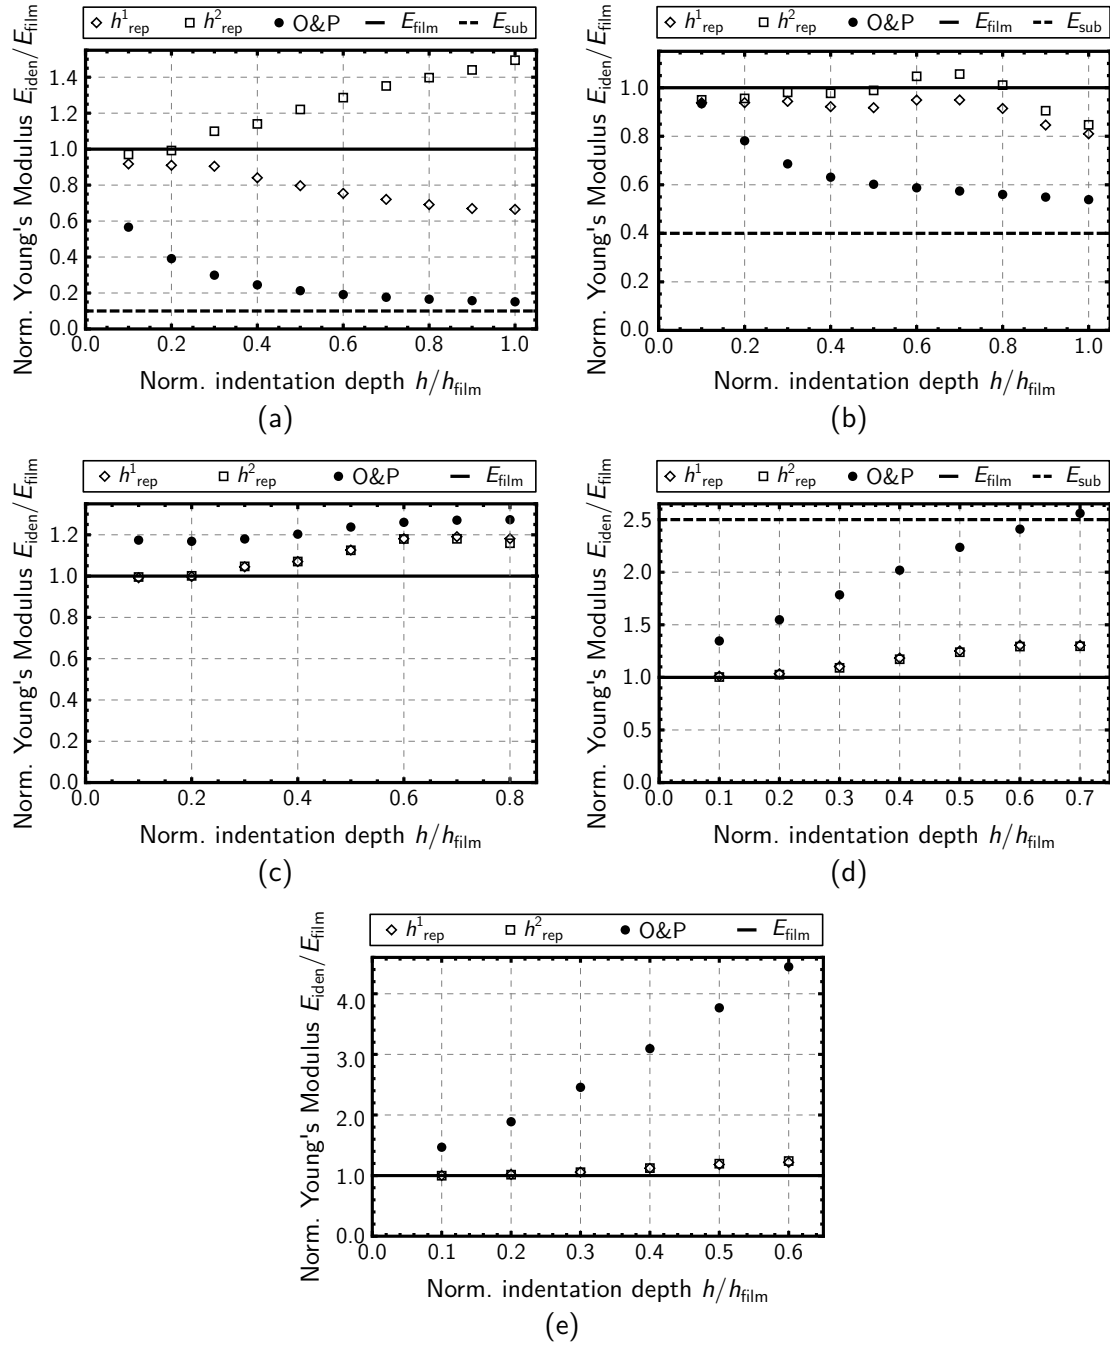 h¹rep h²rep O&P Efilm Esub
Norm. Young's Modulus Eiden/Efilm
1.4
1.2
1.0
0.8
0.6
0.4
0.2
0.0
0.0 0.2 0.4 0.6 0.8 1.0
Norm. indentation depth h/hfilm
(a)
h¹rep h²rep O&P Efilm Esub
Norm. Young's Modulus Eiden/Efilm
1.0
0.8
0.6
0.4
0.2
0.0
0.0 0.2 0.4 0.6 0.8 1.0
Norm. indentation depth h/hfilm
(b)
h¹rep h²rep O&P Efilm
Norm. Young's Modulus Eiden/Efilm
1.2
1.0
0.8
0.6
0.4
0.2
0.0
0.0 0.2 0.4 0.6 0.8
Norm. indentation depth h/hfilm
(c)
h¹rep h²rep O&P Efilm Esub
Norm. Young's Modulus Eiden/Efilm
2.5
2.0
1.5
1.0
0.5
0.0
0.0 0.1 0.2 0.3 0.4 0.5 0.6 0.7
Norm. indentation depth h/hfilm
(d)
h¹rep h²rep O&P Efilm
Norm. Young's Modulus Eiden/Efilm
4.0
3.0
2.0
1.0
0.0
0.0 0.1 0.2 0.3 0.4 0.5 0.6
Norm. indentation depth h/hfilm
(e)